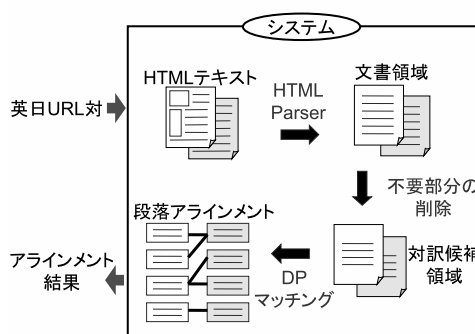 システム
HTMLテキスト
文書領域
英日URL対
HTML
Parser
不要部分の
削除
段落アラインメント
対訳候補
領域
アラインメント
結果
DP
マッチング